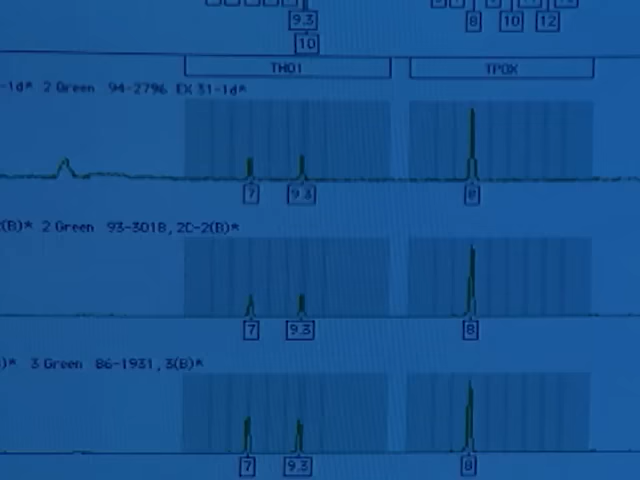 9.3 8 10 12
10
TH01 TPOX
-1d* 2 Green 94-2796 EX 31-1d*
7 9.3 8
(B)* 2 Green 93-3018, 2C-2(B)*
7 9.3 8
)* 3 Green 86-1931, 3(B)*
7 9.3 8